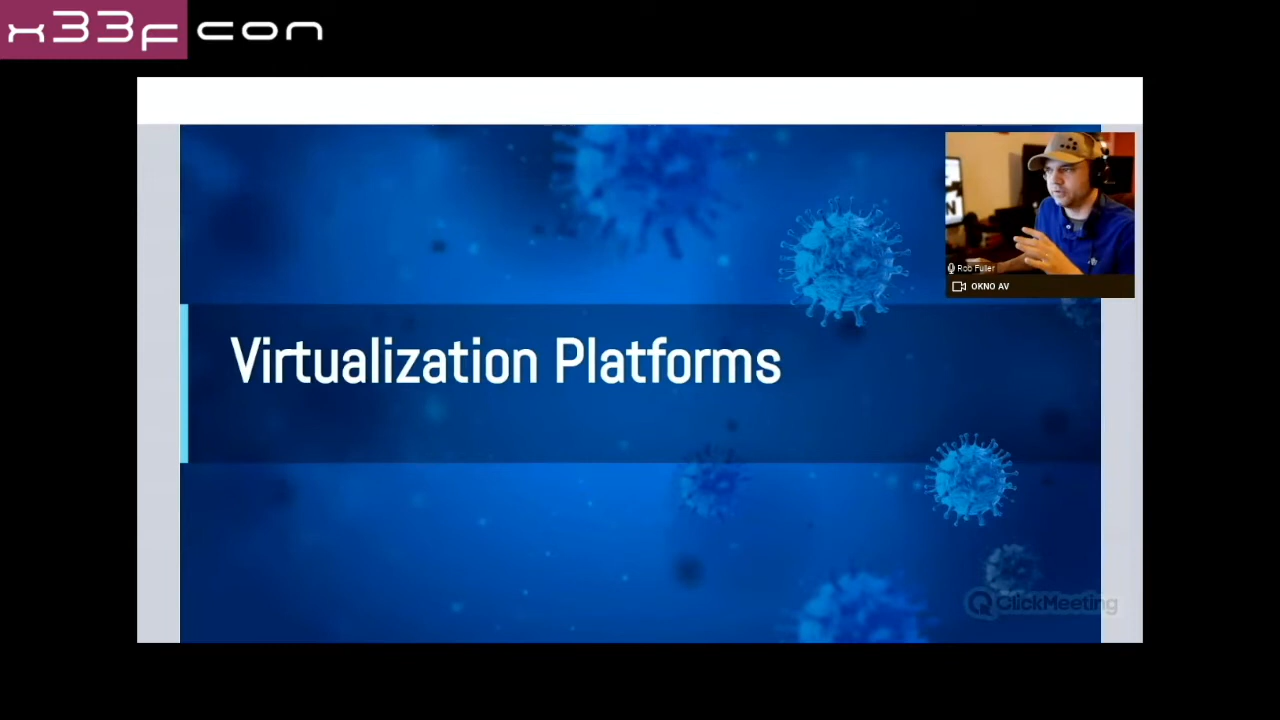 x33fcon
Rob Fuller
OKNO AV
Virtualization Platforms
ClickMeeting